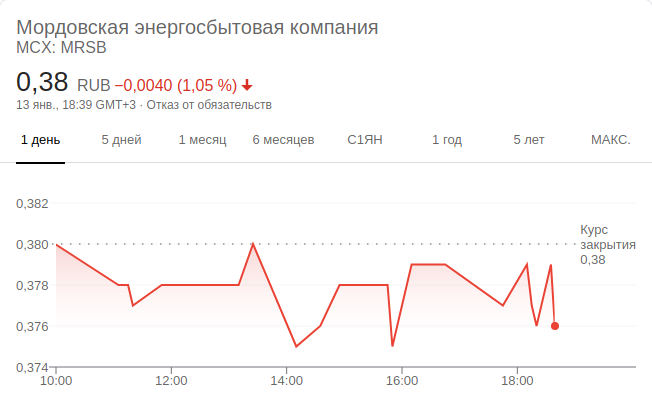 Мордовская энергосбытовая компания
MCX: MRSB
0,38 RUB −0,0040 (1,05 %)
13 янв., 18:39 GMT+3 · Отказ от обязательств
1 день 5 дней 1 месяц 6 месяцев С1ЯН 1 год 5 лет МАКС.
0,382
0,380
Курс
закрытия
0,38
0,378
0,376
0,374
10:00 12:00 14:00 16:00 18:00